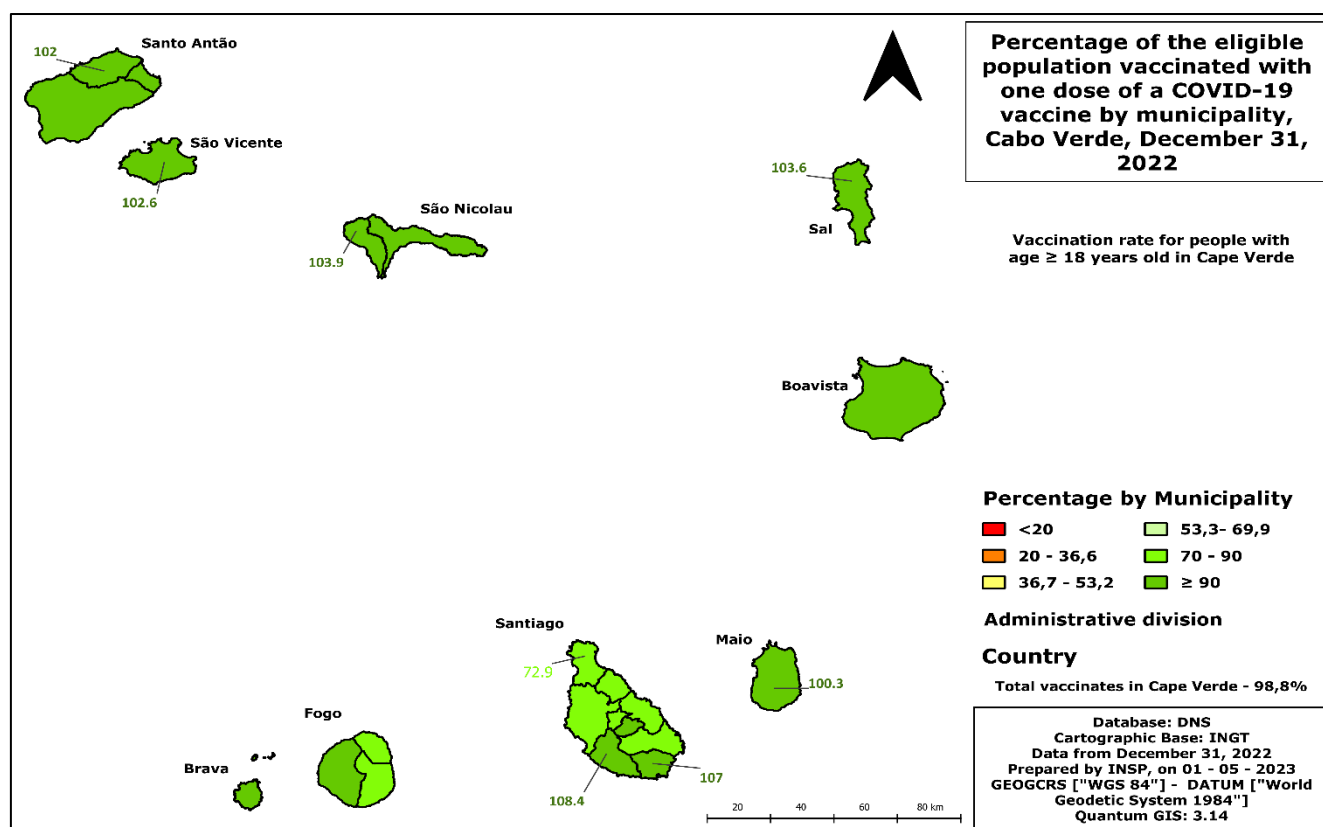 Percentage of the eligible
population vaccinated with
one dose of a COVID-19
vaccine by municipality,
Cabo Verde, December 31,
2022
Vaccination rate for people with
age ≥ 18 years old in Cape Verde
Santo Antão
102
São Vicente
102.6
São Nicolau
103.9
103.6
Sal
Boavista
Santiago
72.9
Maio
100.3
Fogo
Brava
107
108.4
Percentage by Municipality
<20
20 - 36,6
36,7 - 53,2
53,3- 69,9
70 - 90
≥ 90
Administrative division
Country
Total vaccinates in Cape Verde - 98,8%
Database: DNS
Cartographic Base: INGT
Data from December 31, 2022
Prepared by INSP, on 01 - 05 - 2023
GEOGCRS ["WGS 84"] - DATUM ["World
Geodetic System 1984"]
Quantum GIS: 3.14
20 40 60 80 km